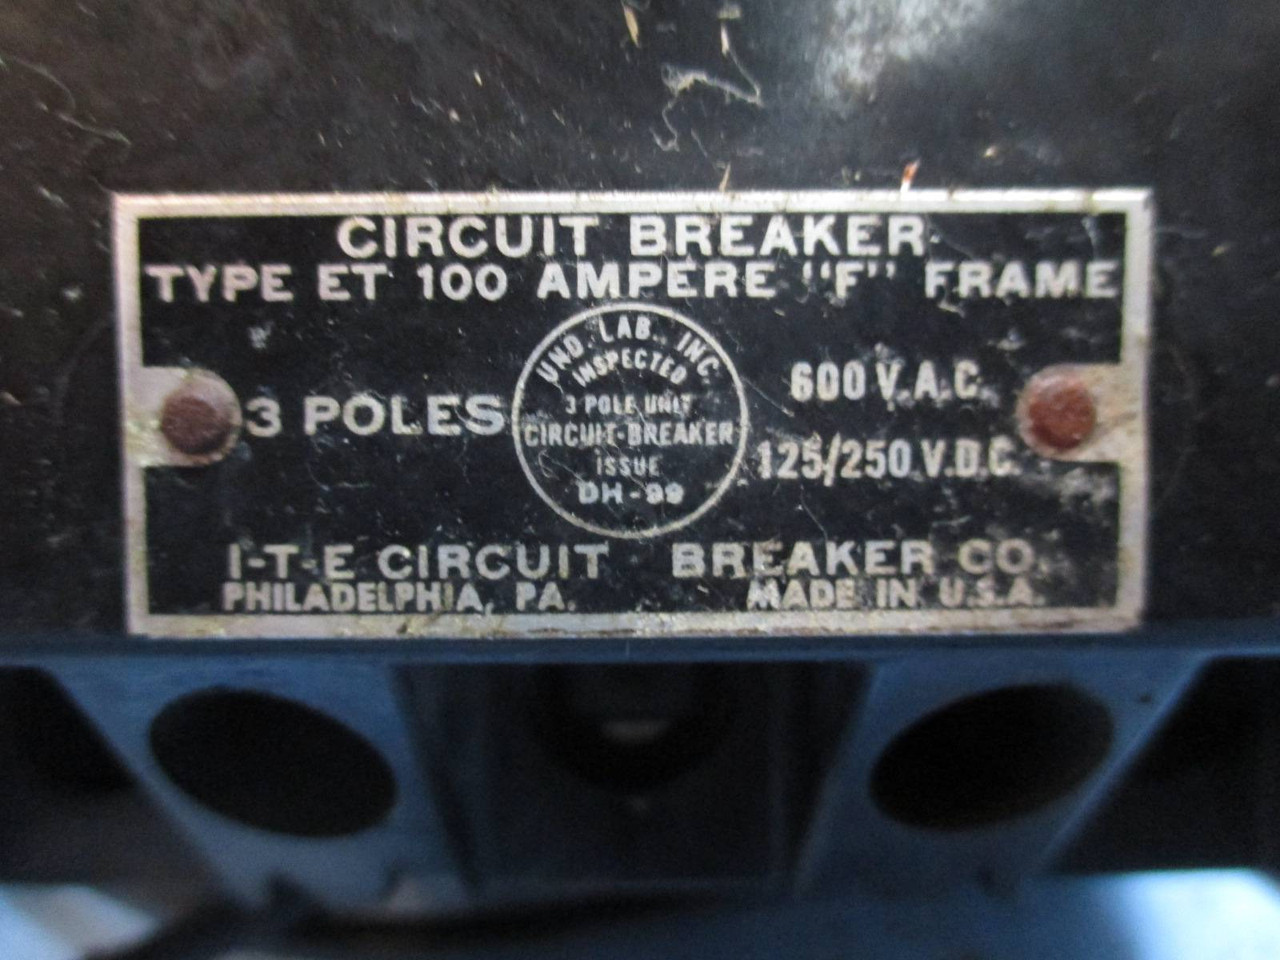 CIRCUIT BREAKER
TYPE ET 100 AMPERE "F" FRAME
UND. LAB., INC.
INSPECTED
3 POLE UNIT
CIRCUIT-BREAKER
ISSUE
DH-99
3 POLES
600 V.A.C.
125/250 V.D.C.
I-T-E CIRCUIT BREAKER CO.
PHILADELPHIA, PA. MADE IN U.S.A.